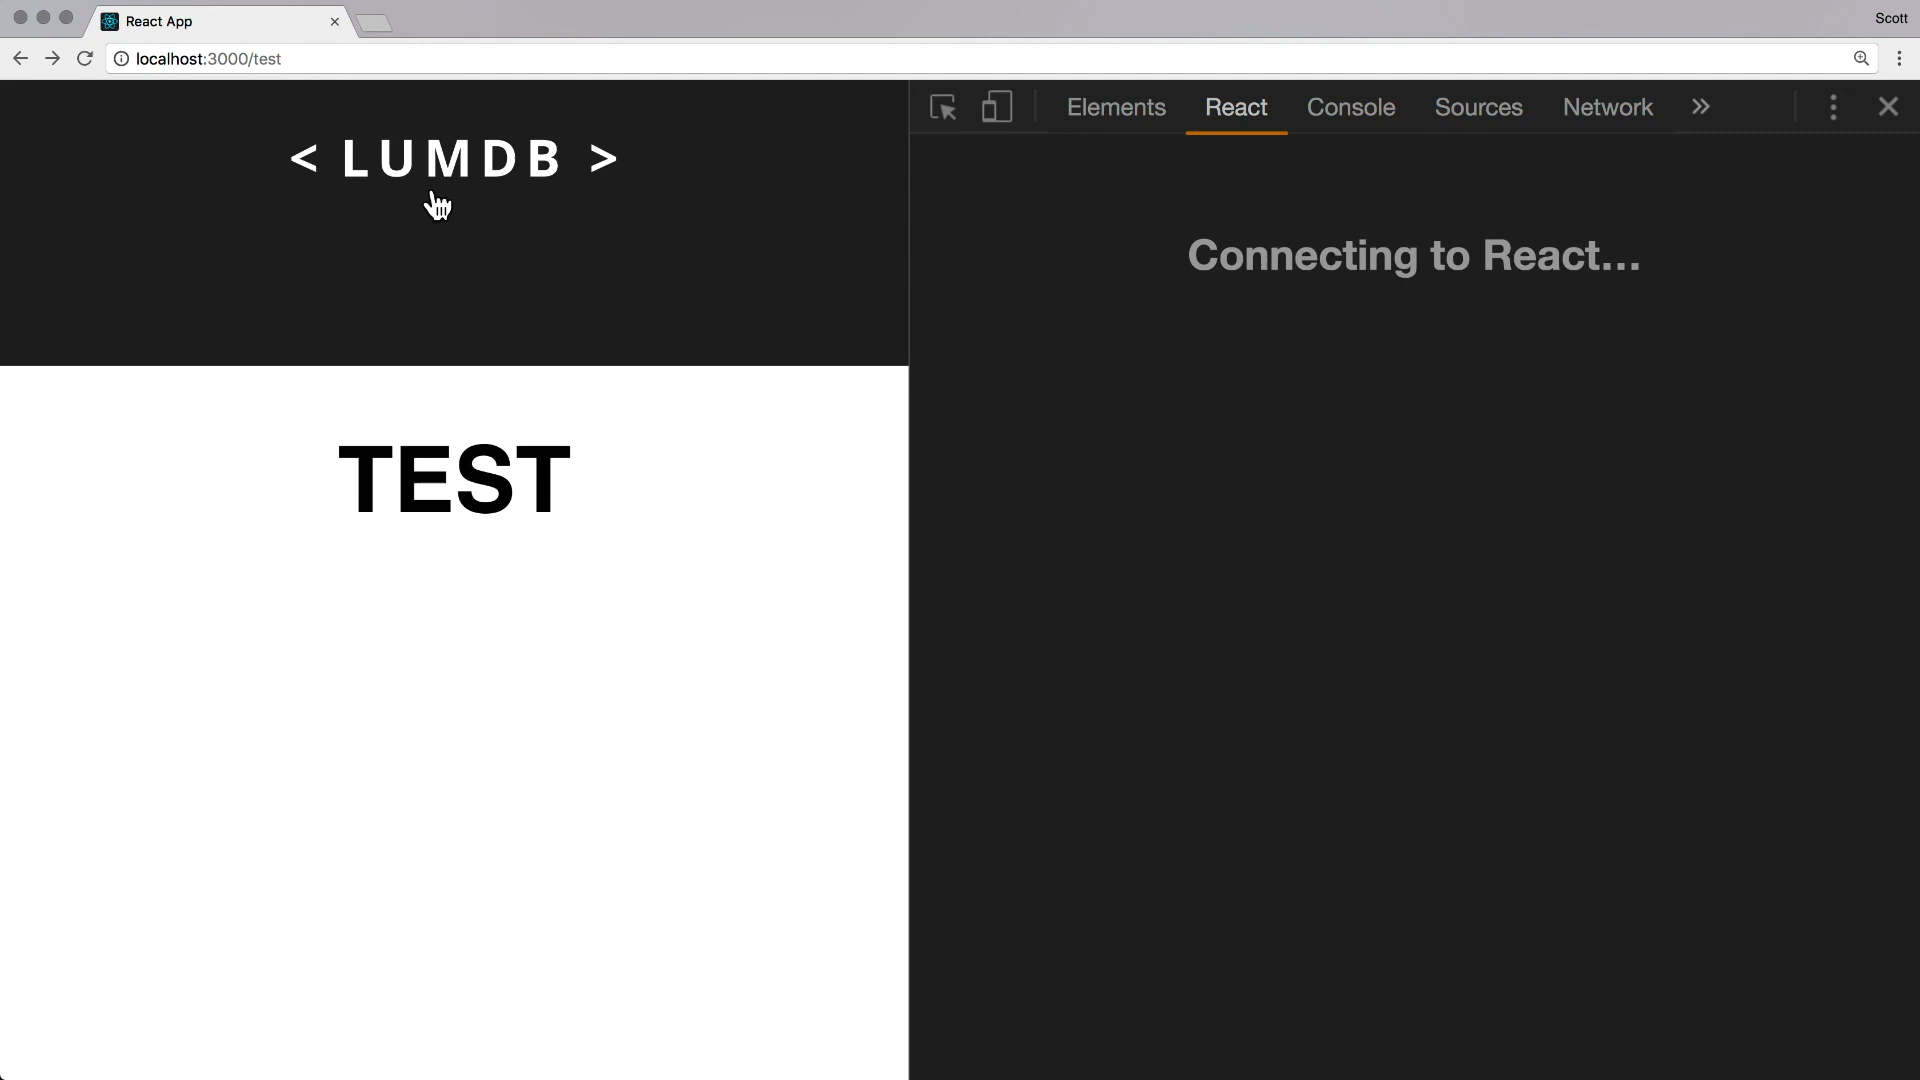 React App
Scott
localhost:3000/test
< LUMDB >
Elements
React
Console
Sources
Network
Connecting to React...
TEST